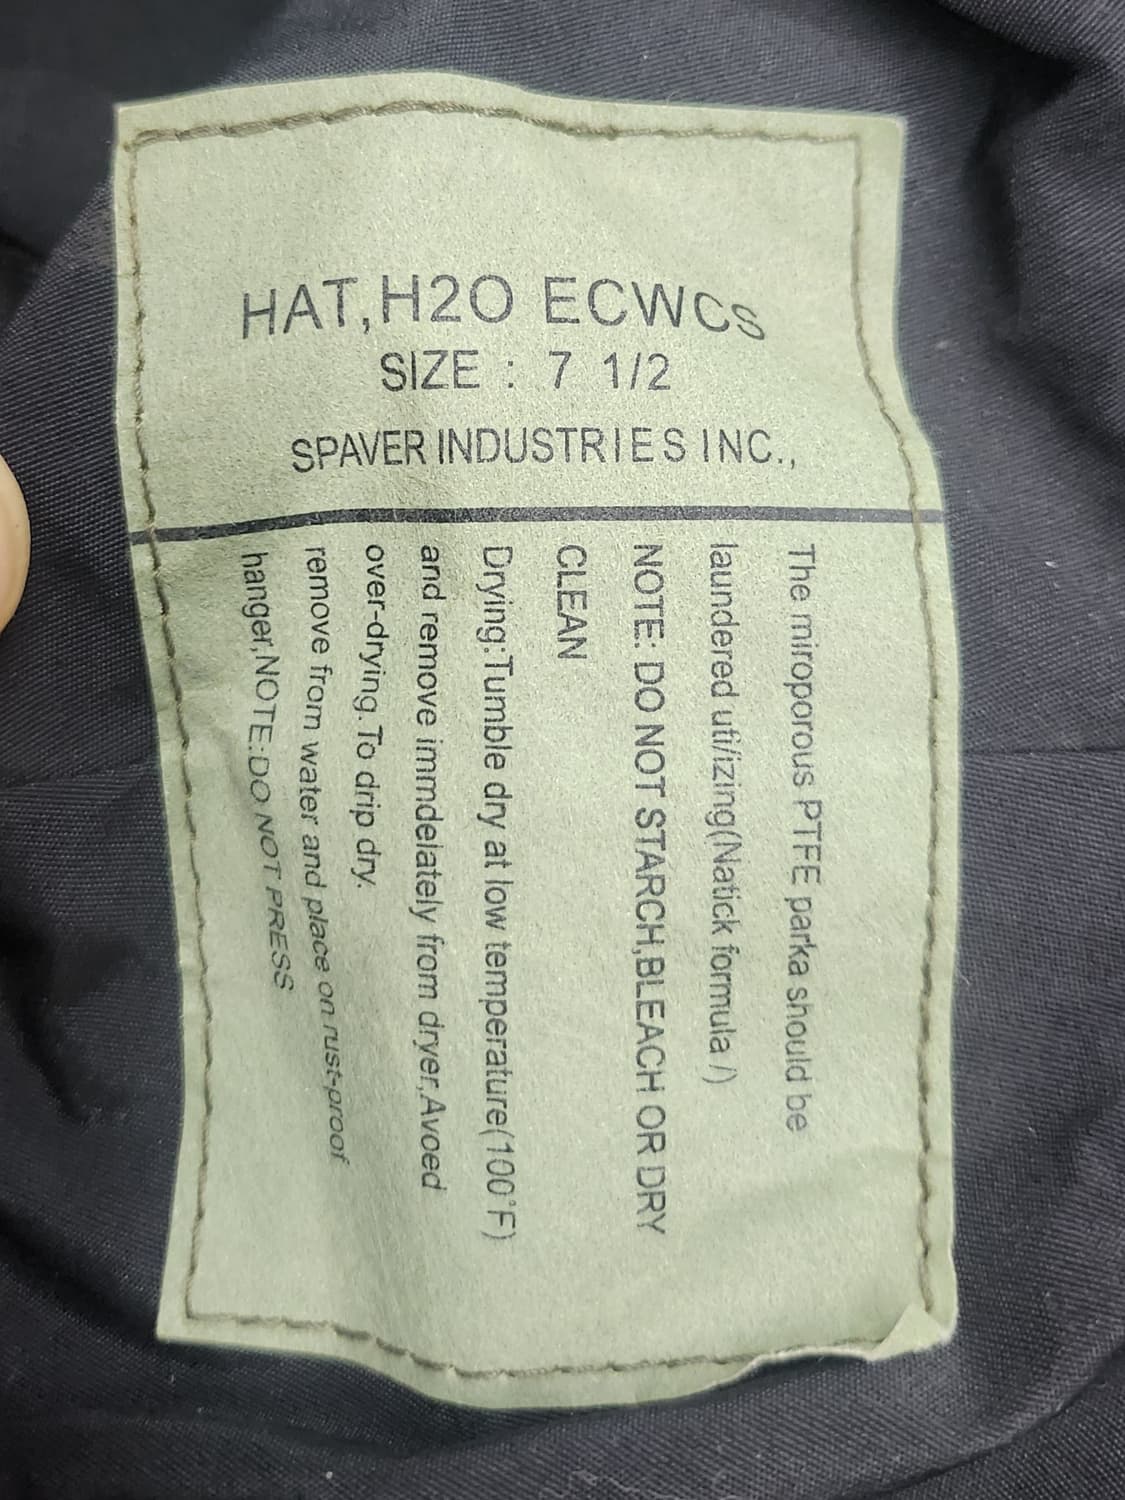 HAT,H2O ECWCS
SIZE : 7 1/2
SPAVER INDUSTRIES INC.,
The miroporous PTFE parka should be
laundered uti/izing(Natick formula /)
NOTE: DO NOT STARCH,BLEACH OR DRY
CLEAN
Drying:Tumble dry at low temperature(100°F)
and remove immdelately from dryer,Avoed
over-drying. To drip dry.
remove from water and place on rust-proof
hanger,NOTE:DO NOT PRESS